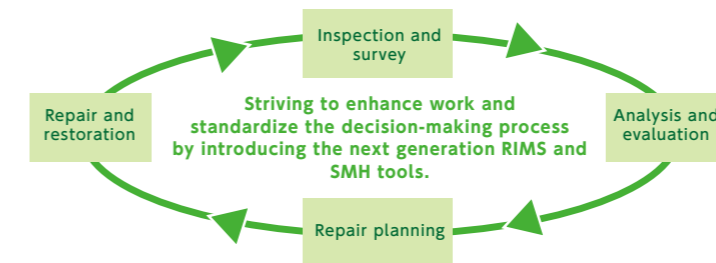 Inspection and
survey
Repair and
restoration
Striving to enhance work and
standardize the decision-making process
by introducing the next generation RIMS and
SMH tools.
Analysis and
evaluation
Repair planning